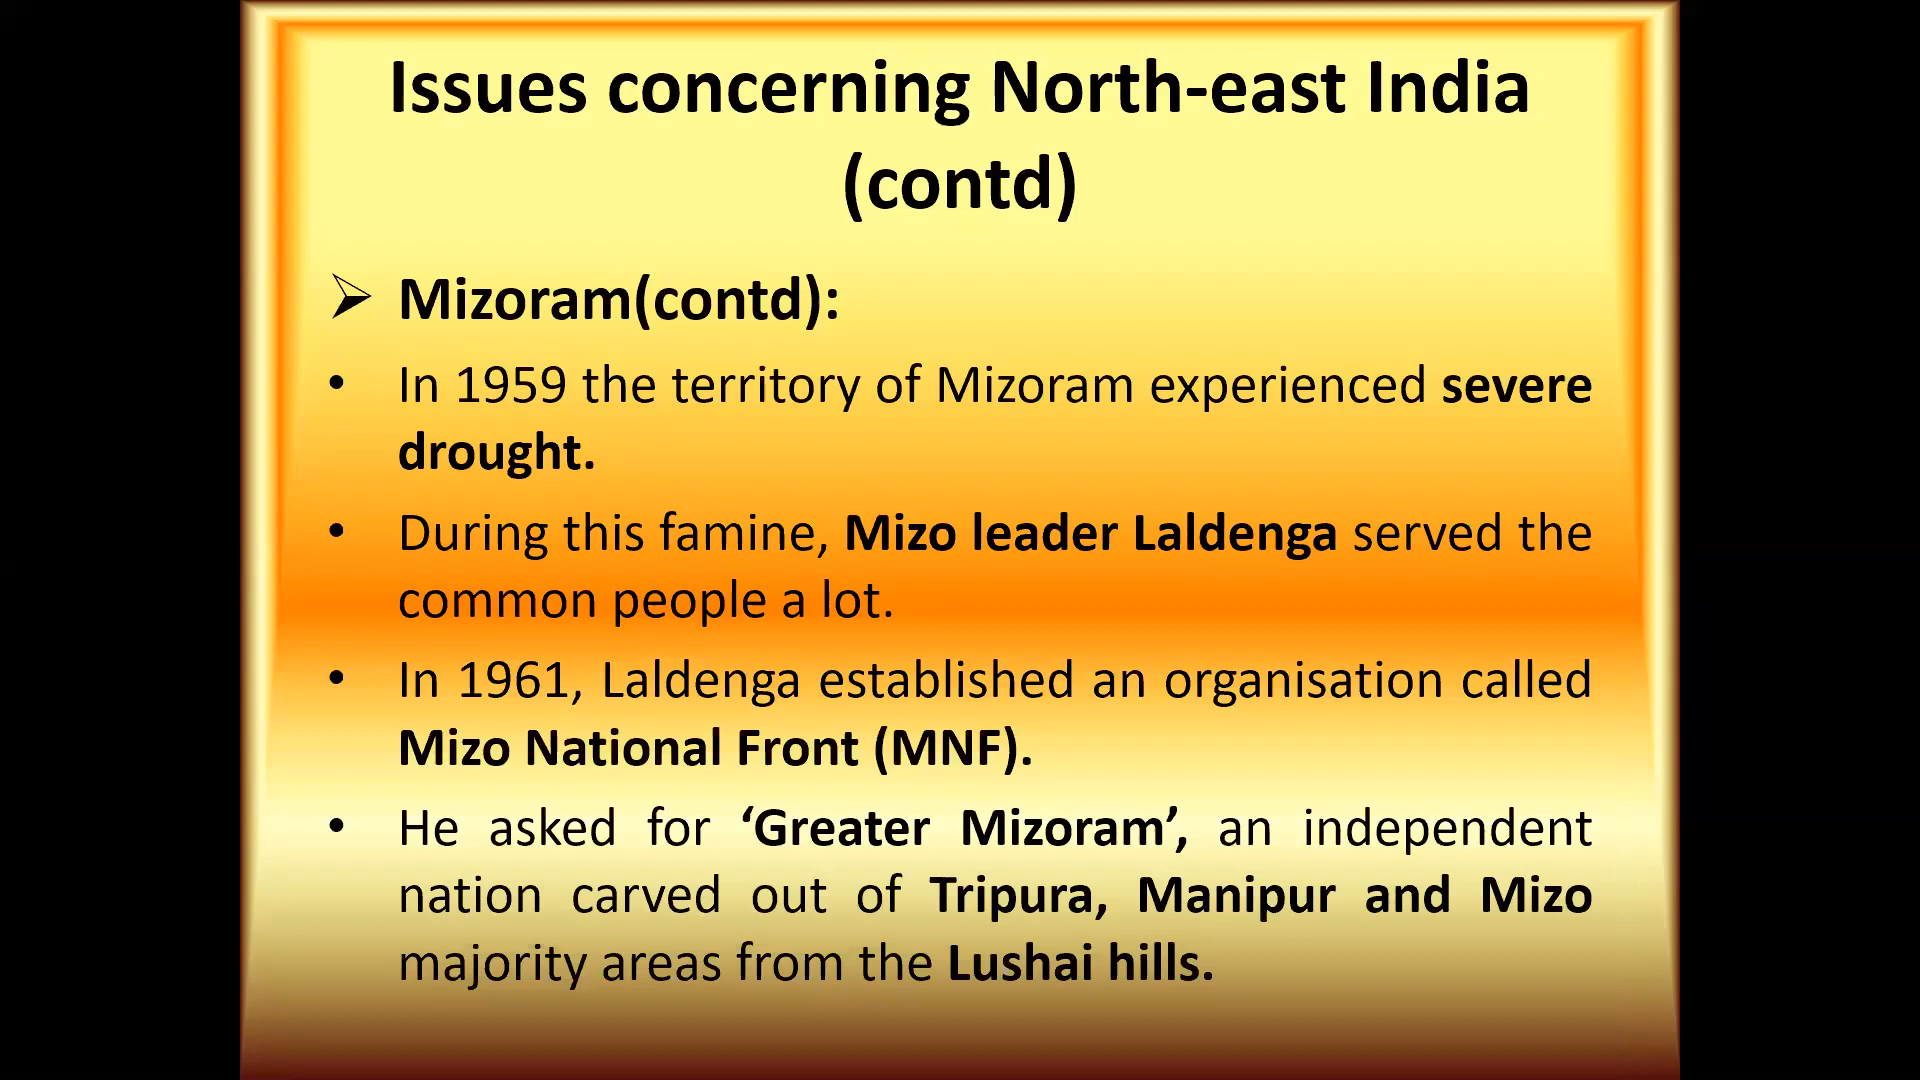 Issues concerning North-east India
(contd)
➢ Mizoram(contd):
• In 1959 the territory of Mizoram experienced severe
drought.
• During this famine, Mizo leader Laldenga served the
common people a lot.
• In 1961, Laldenga established an organisation called
Mizo National Front (MNF).
• He asked for ‘Greater Mizoram’, an independent
nation carved out of Tripura, Manipur and Mizo
majority areas from the Lushai hills.